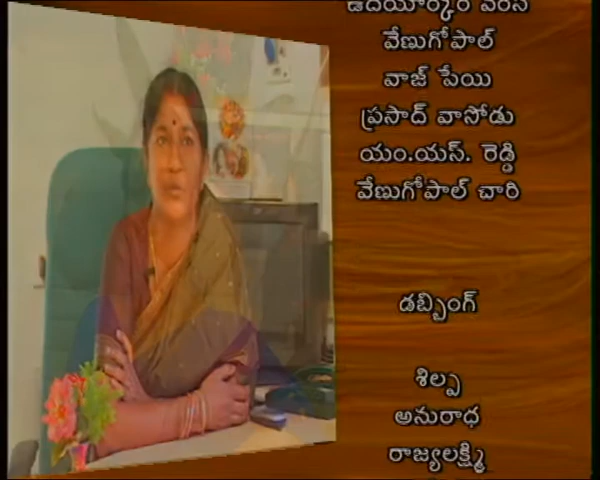 వేణుగోపాల్
వాజ్ పేయి
ప్రసాద్ వాసోడు
యం.యస్. రెడ్డి
వేణుగోపాల్ చారి
డబ్బింగ్
శిల్ప
అనురాధ
రాజ్యలక్ష్మి